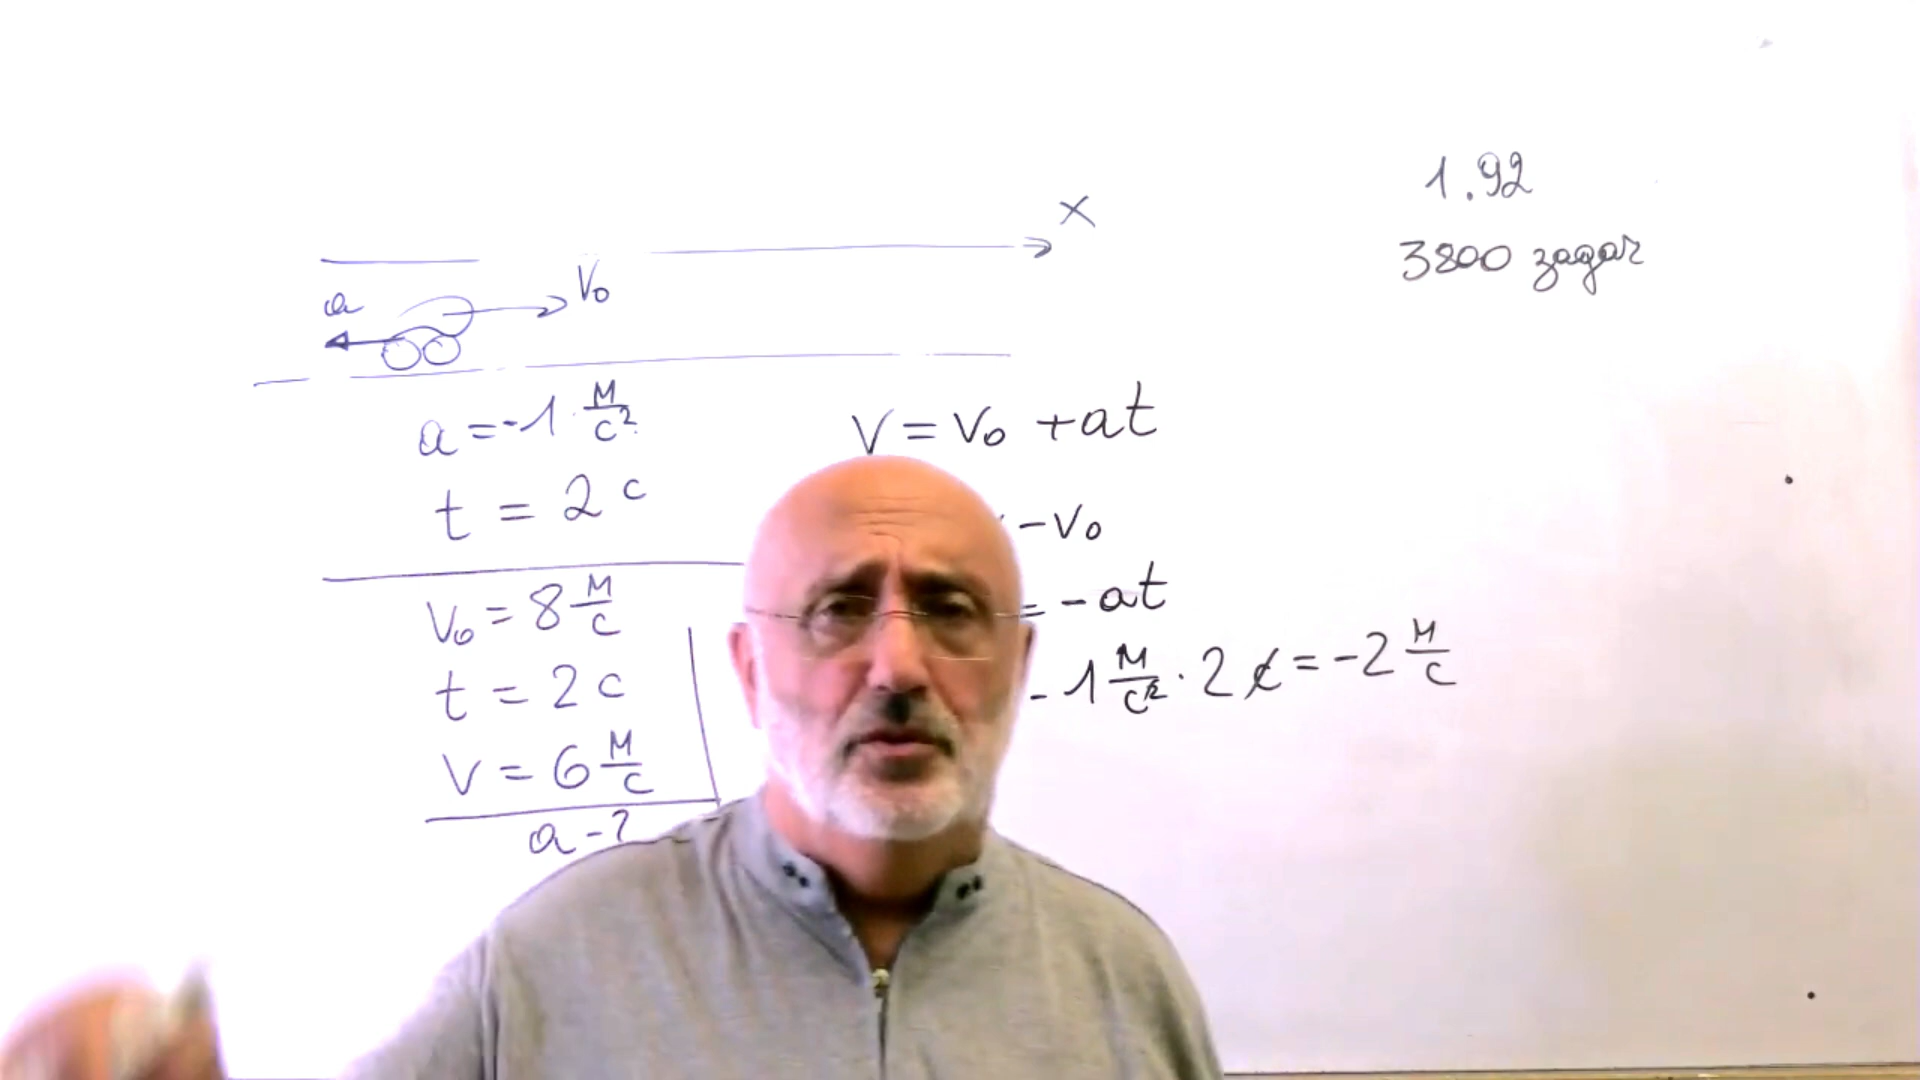 1.92
3800 задач
X
V₀
a
a = -1 м/с²
t = 2 с
V₀ = 8 м/с
t = 2 с
V = 6 м/с
a - ?
V = V₀ + at
- V₀
= - at
- 1 м/с² · 2 с = -2 м/с